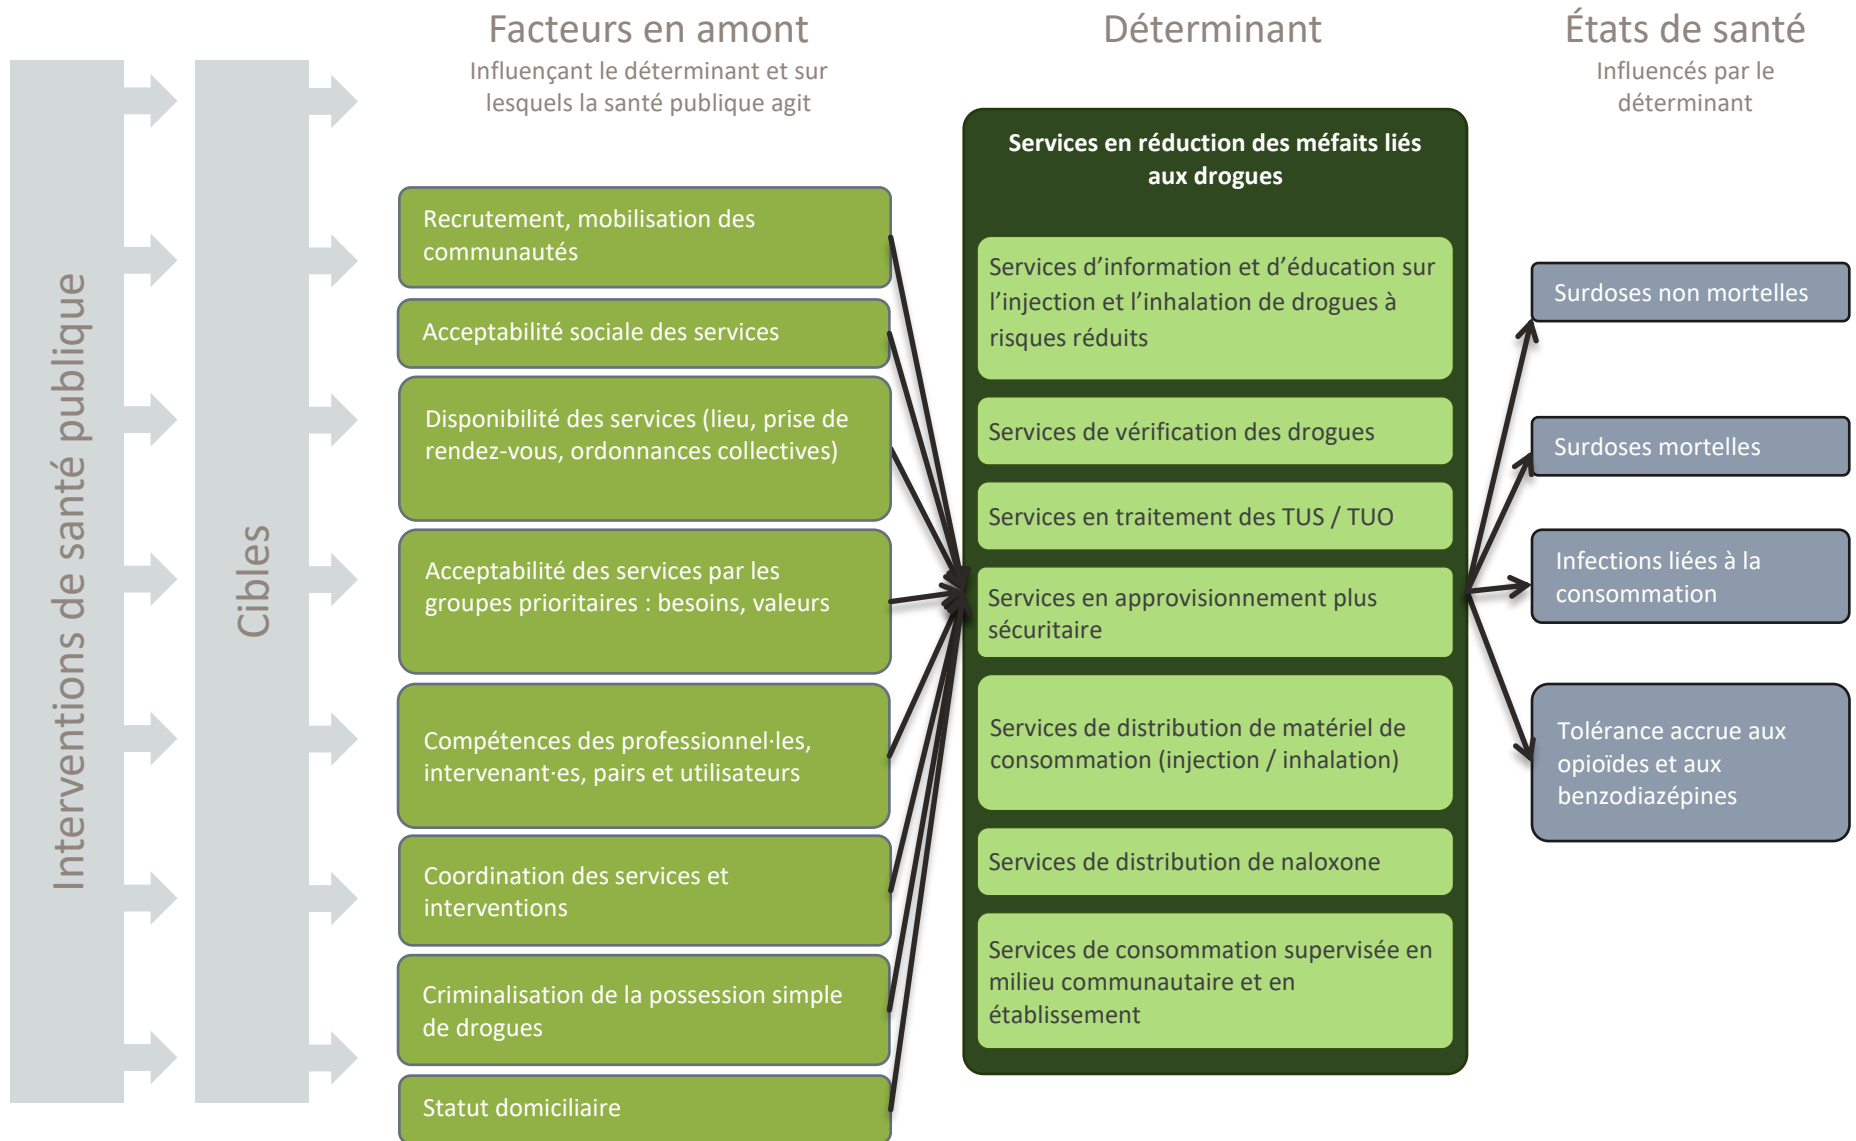 Facteurs en amont
Influençant le déterminant et sur
lesquels la santé publique agit
Déterminant
États de santé
Influencés par le
déterminant
Interventions de santé publique
Cibles
Recrutement, mobilisation des
communautés
Acceptabilité sociale des services
Disponibilité des services (lieu, prise de
rendez-vous, ordonnances collectives)
Acceptabilité des services par les
groupes prioritaires : besoins, valeurs
Compétences des professionnel·les,
intervenant·es, pairs et utilisateurs
Coordination des services et
interventions
Criminalisation de la possession simple
de drogues
Statut domiciliaire
Services en réduction des méfaits liés
aux drogues
Services d’information et d’éducation sur
l’injection et l’inhalation de drogues à
risques réduits
Services de vérification des drogues
Services en traitement des TUS / TUO
Services en approvisionnement plus
sécuritaire
Services de distribution de matériel de
consommation (injection / inhalation)
Services de distribution de naloxone
Services de consommation supervisée en
milieu communautaire et en
établissement
Surdoses non mortelles
Surdoses mortelles
Infections liées à la
consommation
Tolérance accrue aux
opioïdes et aux
benzodiazépines